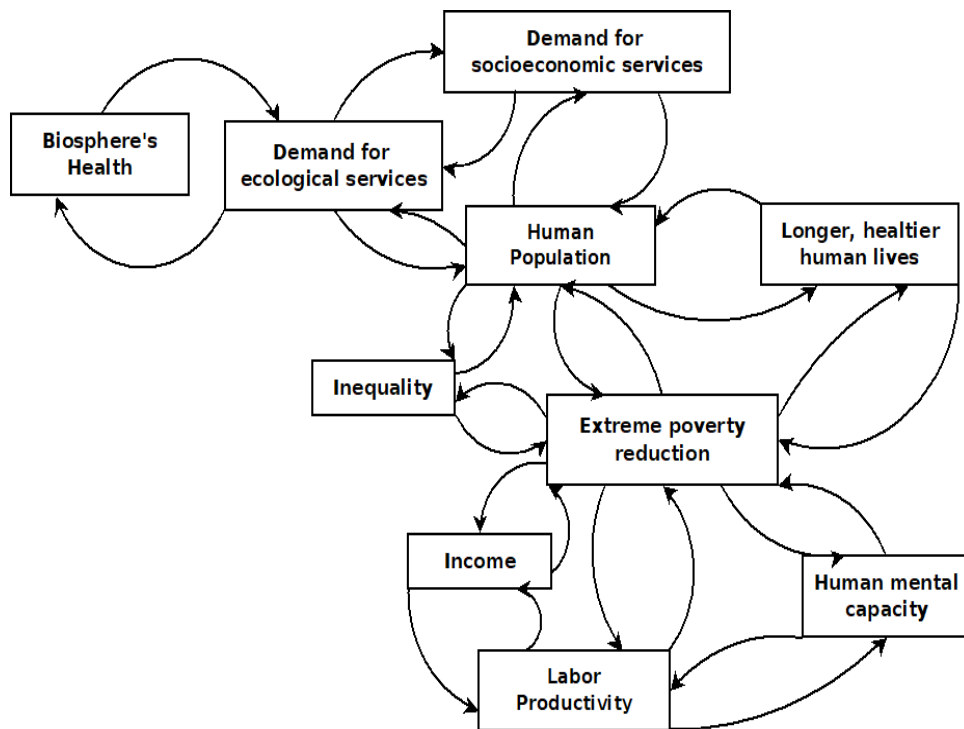 Demand for
socioeconomic services
Biosphere's
Health
Demand for
ecological services
Human
Population
Longer, healtier
human lives
Inequality
Extreme poverty
reduction
Income
Human mental
capacity
Labor
Productivity